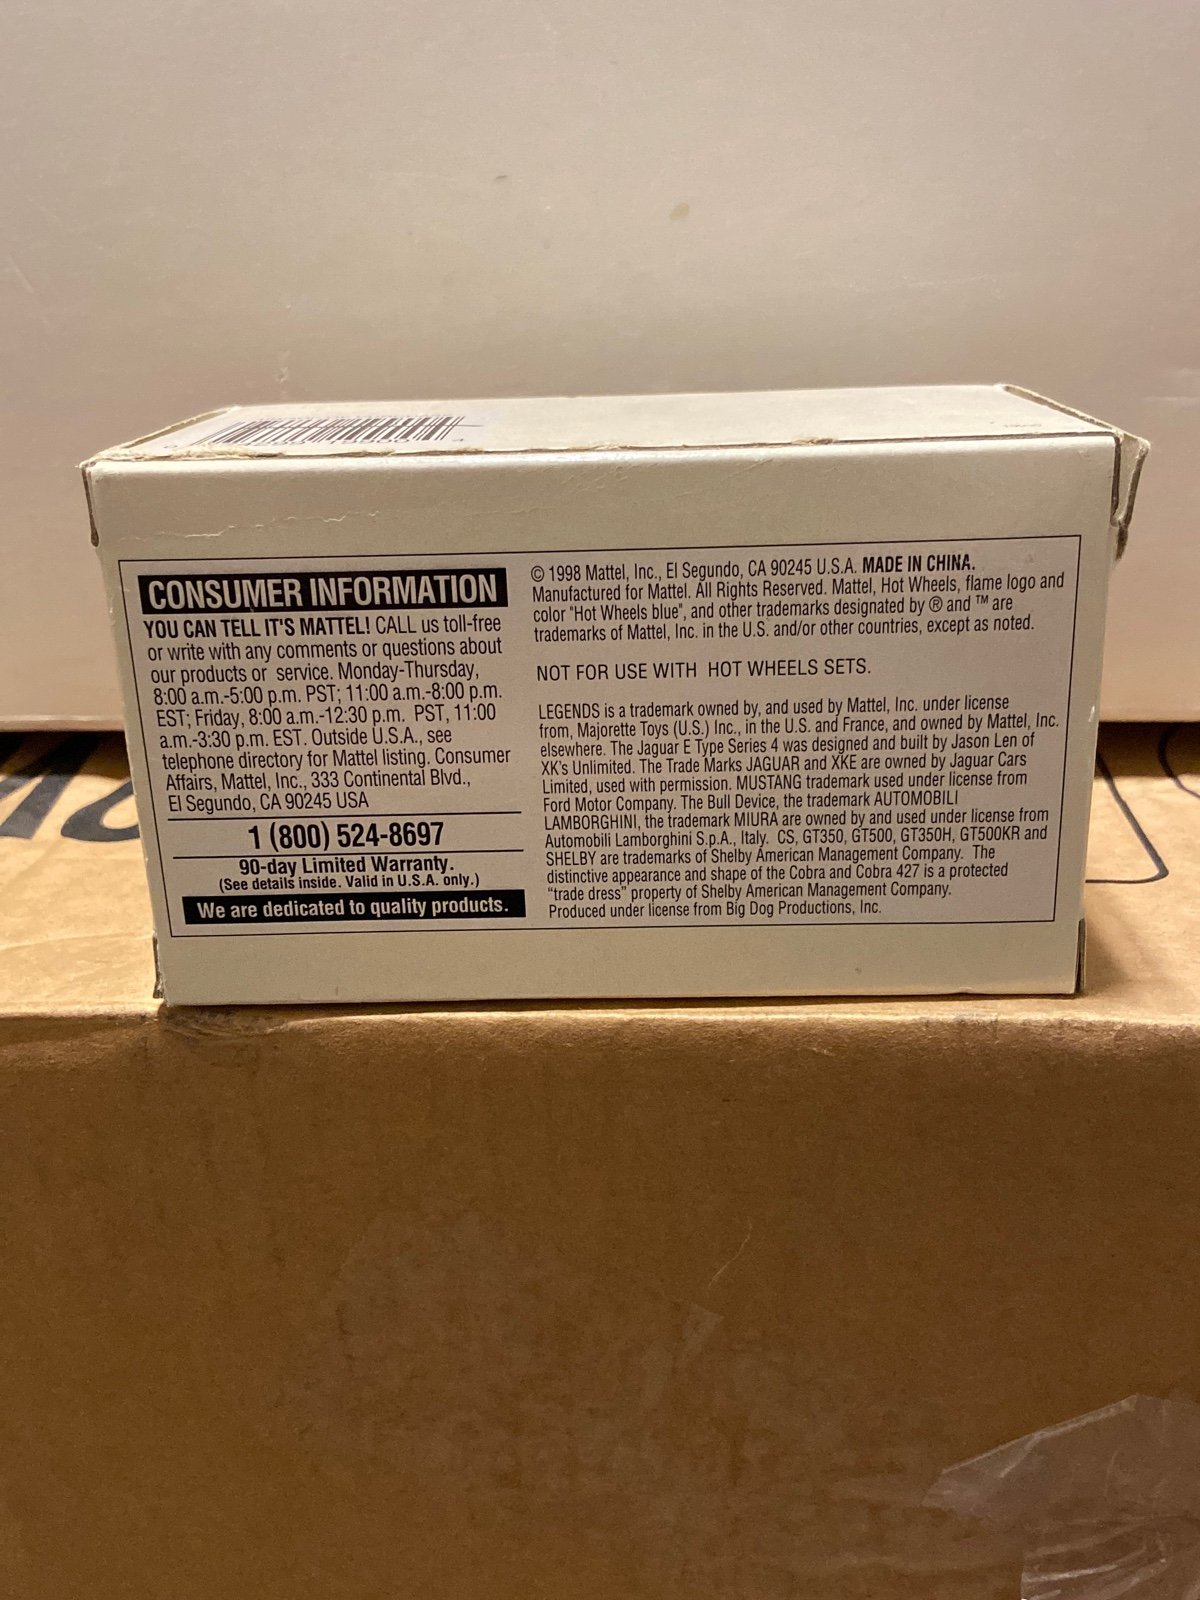 CONSUMER INFORMATION
YOU CAN TELL IT'S MATTEL! CALL us toll-free
or write with any comments or questions about
our products or service. Monday-Thursday,
8:00 a.m.-5:00 p.m. PST; 11:00 a.m.-8:00 p.m.
EST; Friday, 8:00 a.m.-12:30 p.m. PST, 11:00
a.m.-3:30 p.m. EST. Outside U.S.A., see
telephone directory for Mattel listing. Consumer
Affairs, Mattel, Inc., 333 Continental Blvd.,
El Segundo, CA 90245 USA
1 (800) 524-8697
90-day Limited Warranty.
(See details inside. Valid in U.S.A. only.)
We are dedicated to quality products.
© 1998 Mattel, Inc., El Segundo, CA 90245 U.S.A. MADE IN CHINA.
Manufactured for Mattel. All Rights Reserved. Mattel, Hot Wheels, flame logo and
color "Hot Wheels blue", and other trademarks designated by ® and ™ are
trademarks of Mattel, Inc. in the U.S. and/or other countries, except as noted.
NOT FOR USE WITH HOT WHEELS SETS.
LEGENDS is a trademark owned by, and used by Mattel, Inc. under license
from, Majorette Toys (U.S.) Inc., in the U.S. and France, and owned by Mattel, Inc.
elsewhere. The Jaguar E Type Series 4 was designed and built by Jason Len of
XK's Unlimited. The Trade Marks JAGUAR and XKE are owned by Jaguar Cars
Limited, used with permission. MUSTANG trademark used under license from
Ford Motor Company. The Bull Device, the trademark AUTOMOBILI
LAMBORGHINI, the trademark MIURA are owned by and used under license from
Automobili Lamborghini S.p.A., Italy. CS, GT350, GT500, GT350H, GT500KR and
SHELBY are trademarks of Shelby American Management Company. The
distinctive appearance and shape of the Cobra and Cobra 427 is a protected
"trade dress" property of Shelby American Management Company.
Produced under license from Big Dog Productions, Inc.